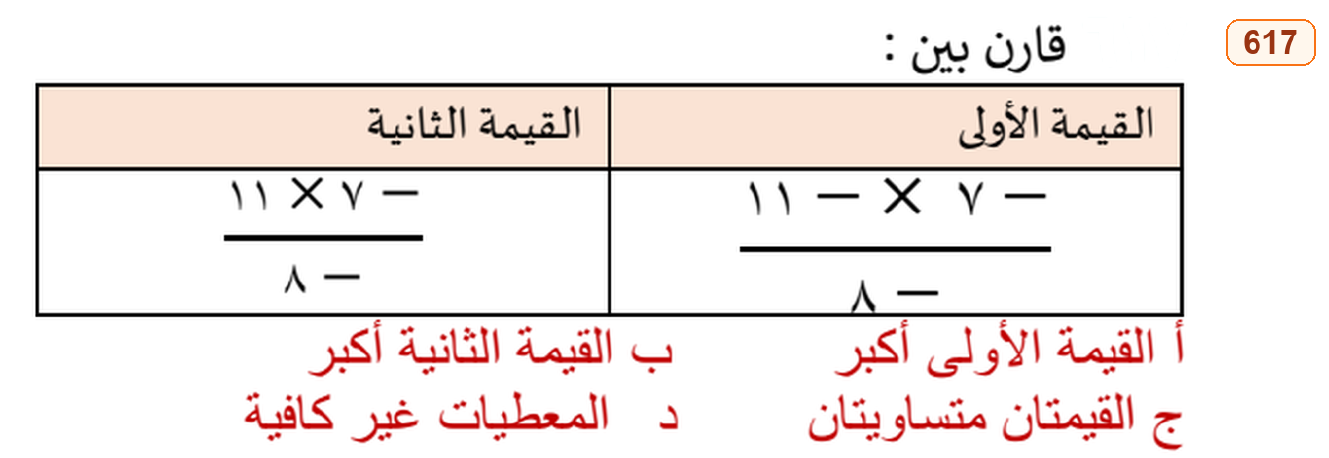 617
قارن بين :
القيمة الأولى القيمة الثانية
− ٧ × − ١١ − ٧ × ١١
− ٨ − ٨
أ القيمة الأولى أكبر ب القيمة الثانية أكبر
ج القيمتان متساويتان د المعطيات غير كافية